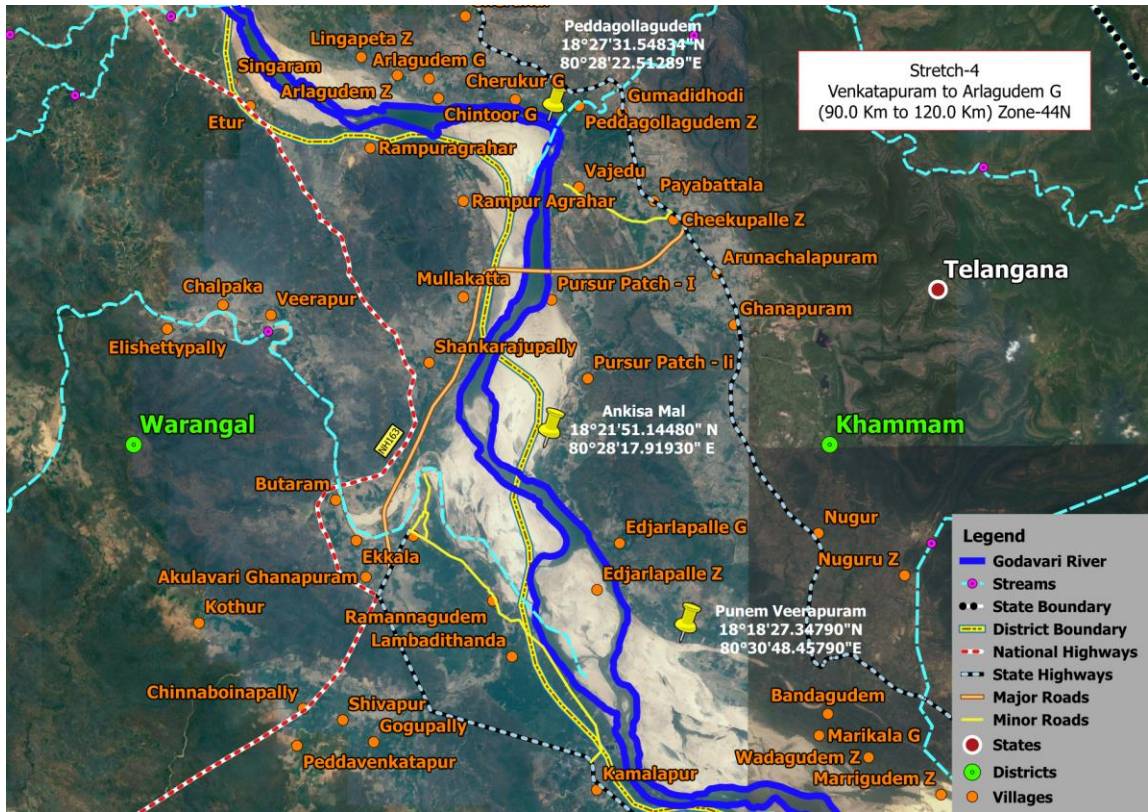 Peddagollagudem
18°27'31.54834"N
80°28'22.51289"E
Stretch-4
Venkatapuram to Arlagudem G
(90.0 Km to 120.0 Km) Zone-44N
Lingapeta Z
Singaram
Arlagudem G
Arlagudem Z
Cherukur G
Gumadidhodi
Etur
Chintoor G
Peddagollagudem Z
Rampuragrahar
Vajedu
Payabattala
Rampur Agrahar
Cheekupalle Z
Arunachalapuram
Telangana
Mullakatta
Pursur Patch - I
Chalpaka
Veerapur
Ghanapuram
Elishettypally
Shankarajupally
Pursur Patch - Ii
Ankisa Mal
18°21'51.14480" N
80°28'17.91930" E
Warangal
Khammam
NH163
Butaram
Nugur
Edjarlapalle G
Ekkala
Nuguru Z
Akulavari Ghanapuram
Edjarlapalle Z
Kothur
Ramannagudem
Punem Veerapuram
18°18'27.34790"N
80°30'48.45790"E
Lambadithanda
Chinnaboinapally
Bandagudem
Shivapur
Gogupally
Marikala G
Peddavenkatapur
Wadagudem Z
Kamalapur
Marrigudem Z
Legend
Godavari River
Streams
State Boundary
District Boundary
National Highways
State Highways
Major Roads
Minor Roads
States
Districts
Villages